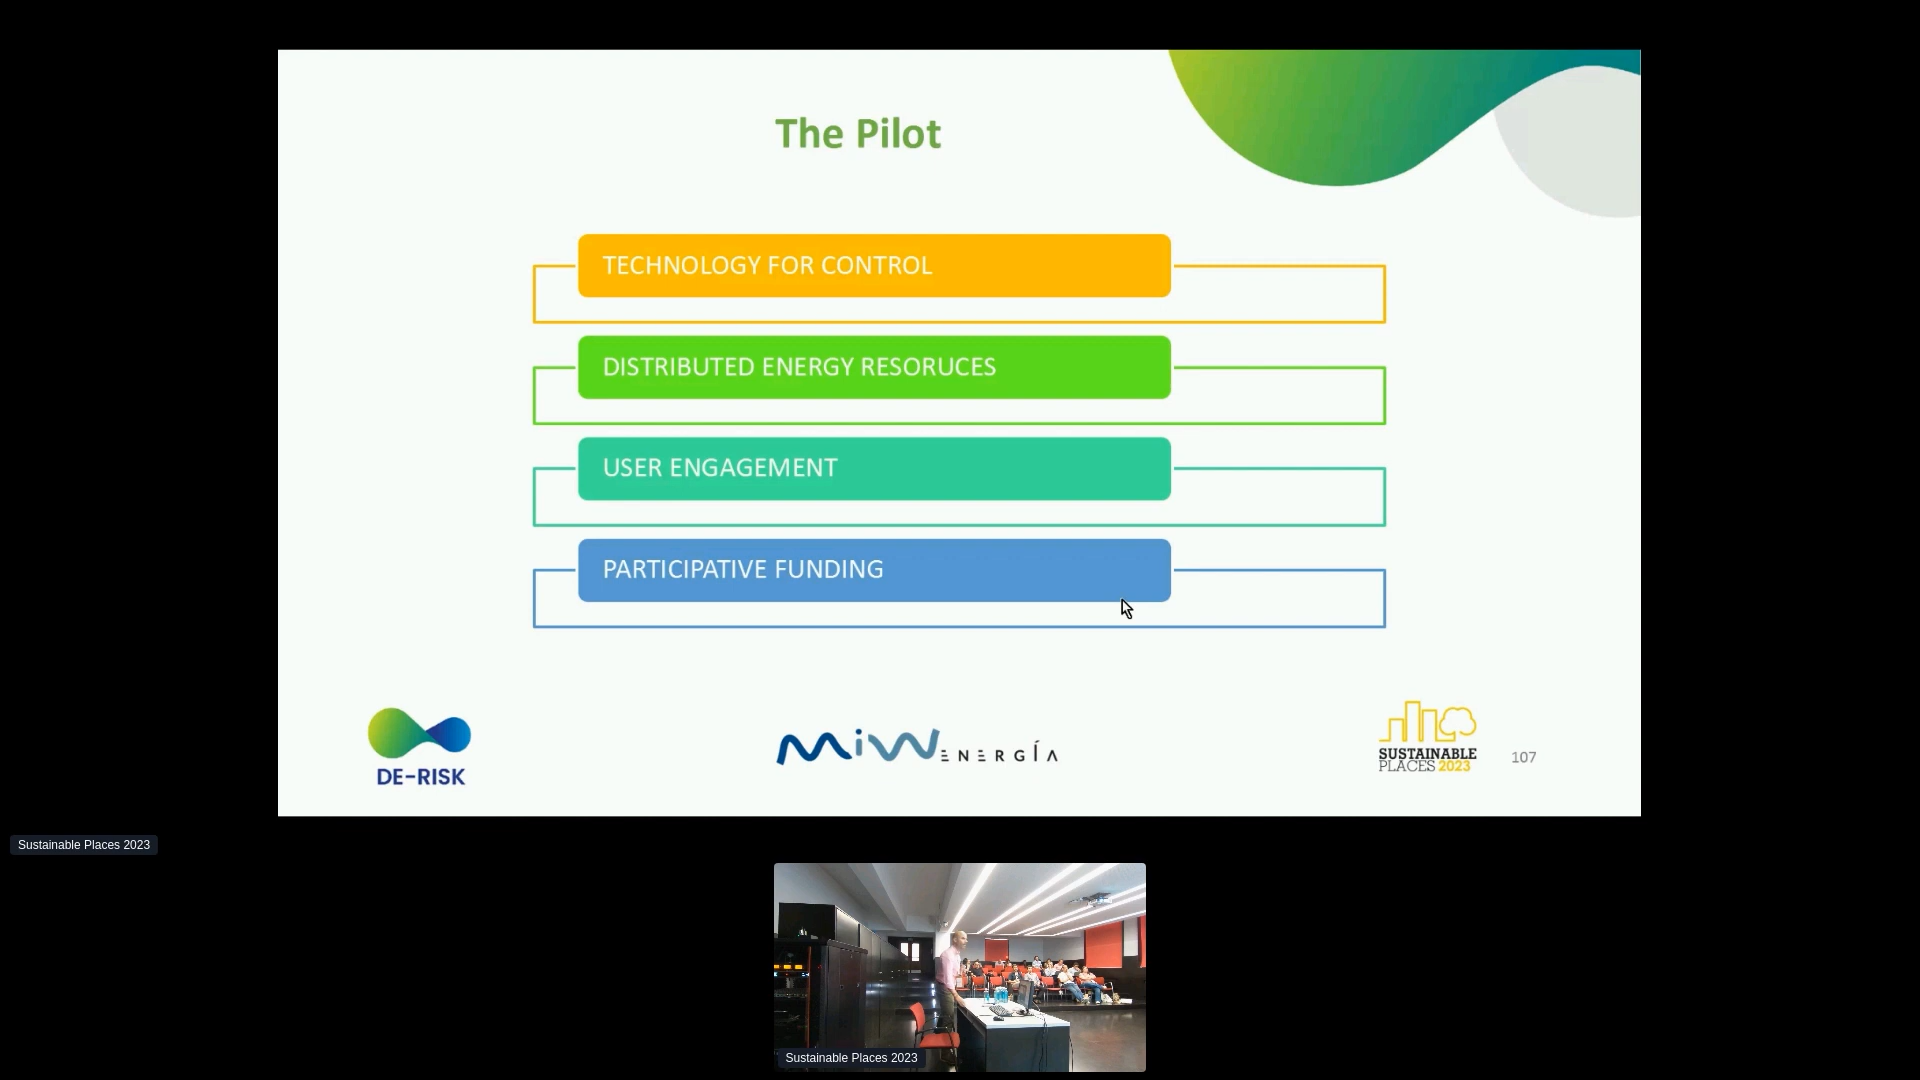 The Pilot
TECHNOLOGY FOR CONTROL
DISTRIBUTED ENERGY RESORUCES
USER ENGAGEMENT
PARTICIPATIVE FUNDING
DE-RISK
MiW ENERGÍA
SUSTAINABLE
PLACES 2023
107
Sustainable Places 2023
Sustainable Places 2023